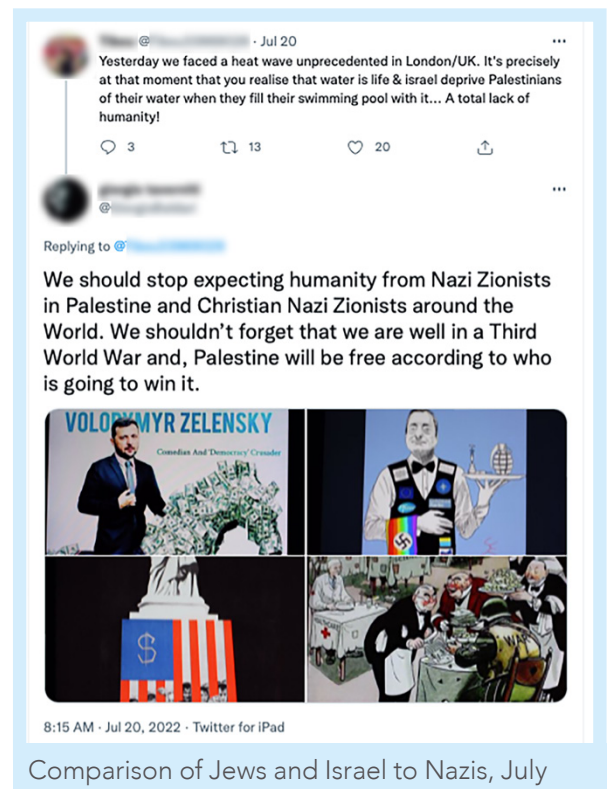 @ · Jul 20
Yesterday we faced a heat wave unprecedented in London/UK. It's precisely
at that moment that you realise that water is life & israel deprive Palestinians
of their water when they fill their swimming pool with it... A total lack of
humanity!
3 13 20
@
Replying to @
We should stop expecting humanity from Nazi Zionists
in Palestine and Christian Nazi Zionists around the
World. We shouldn't forget that we are well in a Third
World War and, Palestine will be free according to who
is going to win it.
VOLODYMYR ZELENSKY
Comedian And 'Democracy' Crusader
$
WAR
8:15 AM · Jul 20, 2022 · Twitter for iPad
Comparison of Jews and Israel to Nazis, July